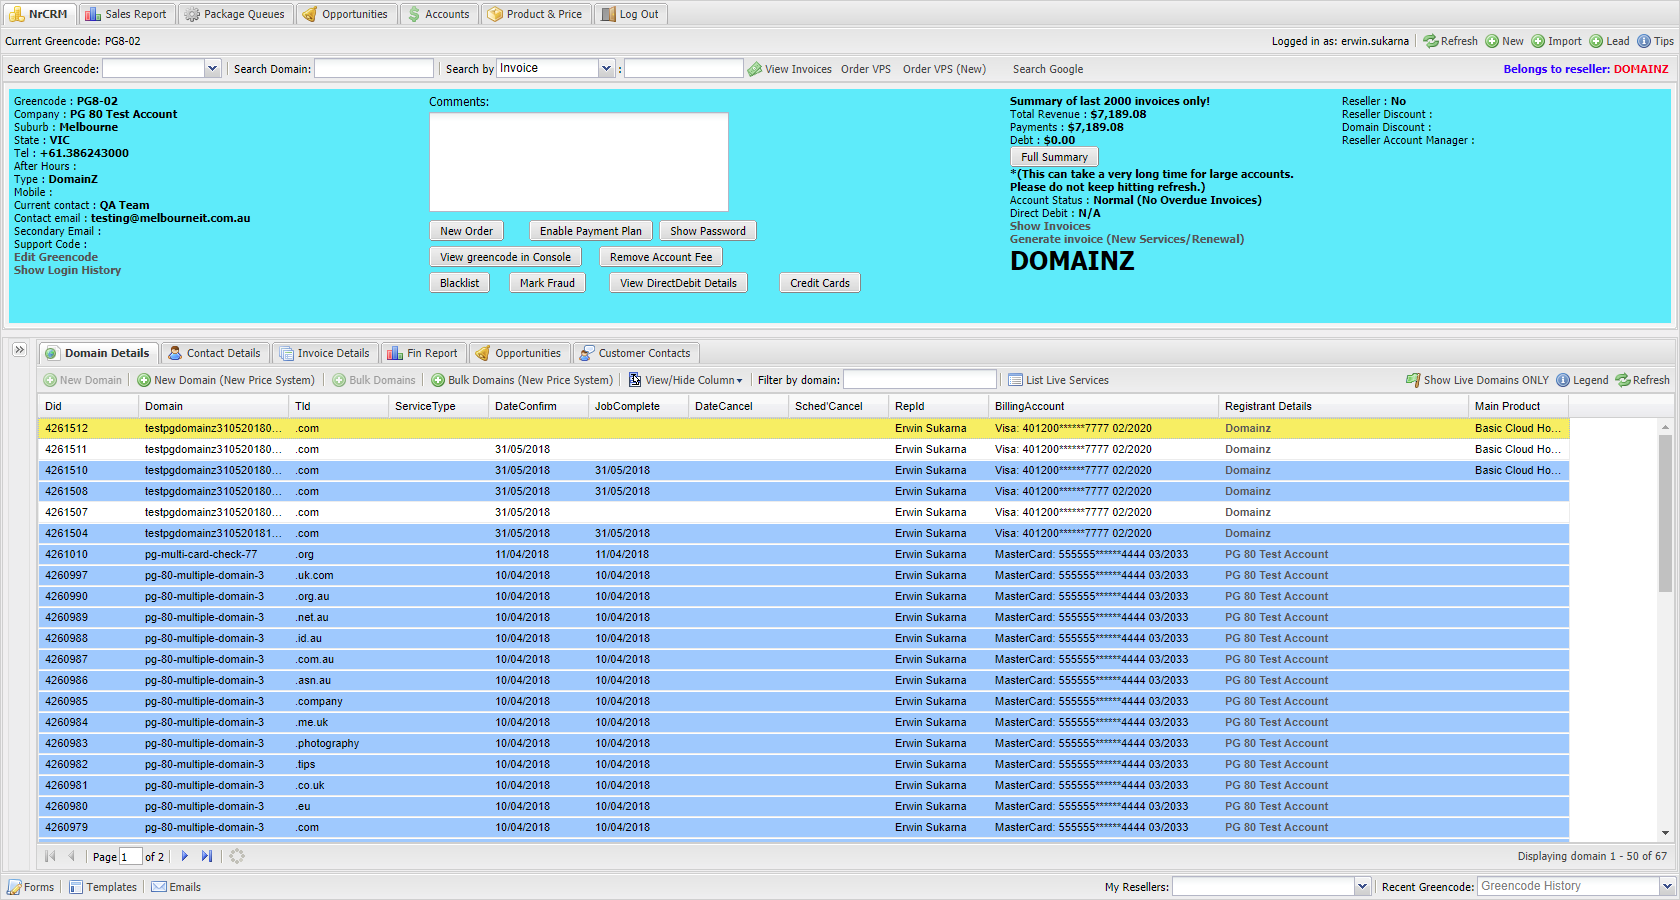 NrCRM Sales Report Package Queues Opportunities Accounts Product & Price Log Out
Current Greencode: PG8-02 Logged in as: erwin.sukarna Refresh New Import Lead Tips
Search Greencode: Search Domain: Search by Invoice : View Invoices Order VPS Order VPS (New) Search Google Belongs to reseller: DOMAINZ
Greencode : PG8-02
Company : PG 80 Test Account
Suburb : Melbourne
State : VIC
Tel : +61.386243000
After Hours :
Type : DomainZ
Mobile :
Current contact : QA Team
Contact email : testing@melbourneit.com.au
Secondary Email :
Support Code :
Edit Greencode
Show Login History
Comments:
New Order Enable Payment Plan Show Password
View greencode in Console Remove Account Fee
Blacklist Mark Fraud View DirectDebit Details Credit Cards
Summary of last 2000 invoices only!
Total Revenue : $7,189.08
Payments : $7,189.08
Debt : $0.00
Full Summary
*(This can take a very long time for large accounts.
Please do not keep hitting refresh.)
Account Status : Normal (No Overdue Invoices)
Direct Debit : N/A
Show Invoices
Generate invoice (New Services/Renewal)
DOMAINZ
Reseller : No
Reseller Discount :
Domain Discount :
Reseller Account Manager :
Domain Details Contact Details Invoice Details Fin Report Opportunities Customer Contacts
New Domain New Domain (New Price System) Bulk Domains Bulk Domains (New Price System) View/Hide Column Filter by domain: List Live Services Show Live Domains ONLY Legend Refresh
Did Domain Tld ServiceType DateConfirm JobComplete DateCancel Sched'Cancel RepId BillingAccount Registrant Details Main Product
4261512 testpgdomainz310520180... .com Erwin Sukarna Visa: 401200******7777 02/2020 Domainz Basic Cloud Ho...
4261511 testpgdomainz310520180... .com 31/05/2018 Erwin Sukarna Visa: 401200******7777 02/2020 Domainz Basic Cloud Ho...
4261510 testpgdomainz310520180... .com 31/05/2018 31/05/2018 Erwin Sukarna Visa: 401200******7777 02/2020 Domainz Basic Cloud Ho...
4261508 testpgdomainz310520180... .com 31/05/2018 31/05/2018 Erwin Sukarna Visa: 401200******7777 02/2020 Domainz
4261507 testpgdomainz310520180... .com 31/05/2018 Erwin Sukarna Visa: 401200******7777 02/2020 Domainz
4261504 testpgdomainz310520181... .com 31/05/2018 31/05/2018 Erwin Sukarna Visa: 401200******7777 02/2020 Domainz
4261010 pg-multi-card-check-77 .org 11/04/2018 11/04/2018 Erwin Sukarna MasterCard: 555555******4444 03/2033 PG 80 Test Account
4260997 pg-80-multiple-domain-3 .uk.com 10/04/2018 10/04/2018 Erwin Sukarna MasterCard: 555555******4444 03/2033 PG 80 Test Account
4260990 pg-80-multiple-domain-3 .org.au 10/04/2018 10/04/2018 Erwin Sukarna MasterCard: 555555******4444 03/2033 PG 80 Test Account
4260989 pg-80-multiple-domain-3 .net.au 10/04/2018 10/04/2018 Erwin Sukarna MasterCard: 555555******4444 03/2033 PG 80 Test Account
4260988 pg-80-multiple-domain-3 .id.au 10/04/2018 10/04/2018 Erwin Sukarna MasterCard: 555555******4444 03/2033 PG 80 Test Account
4260987 pg-80-multiple-domain-3 .com.au 10/04/2018 10/04/2018 Erwin Sukarna MasterCard: 555555******4444 03/2033 PG 80 Test Account
4260986 pg-80-multiple-domain-3 .asn.au 10/04/2018 10/04/2018 Erwin Sukarna MasterCard: 555555******4444 03/2033 PG 80 Test Account
4260985 pg-80-multiple-domain-3 .company 10/04/2018 10/04/2018 Erwin Sukarna MasterCard: 555555******4444 03/2033 PG 80 Test Account
4260984 pg-80-multiple-domain-3 .me.uk 10/04/2018 10/04/2018 Erwin Sukarna MasterCard: 555555******4444 03/2033 PG 80 Test Account
4260983 pg-80-multiple-domain-3 .photography 10/04/2018 10/04/2018 Erwin Sukarna MasterCard: 555555******4444 03/2033 PG 80 Test Account
4260982 pg-80-multiple-domain-3 .tips 10/04/2018 10/04/2018 Erwin Sukarna MasterCard: 555555******4444 03/2033 PG 80 Test Account
4260981 pg-80-multiple-domain-3 .co.uk 10/04/2018 10/04/2018 Erwin Sukarna MasterCard: 555555******4444 03/2033 PG 80 Test Account
4260980 pg-80-multiple-domain-3 .eu 10/04/2018 10/04/2018 Erwin Sukarna MasterCard: 555555******4444 03/2033 PG 80 Test Account
4260979 pg-80-multiple-domain-3 .com 10/04/2018 10/04/2018 Erwin Sukarna MasterCard: 555555******4444 03/2033 PG 80 Test Account
Page 1 of 2 Displaying domain 1 - 50 of 67
Forms Templates Emails My Resellers: Recent Greencode: Greencode History